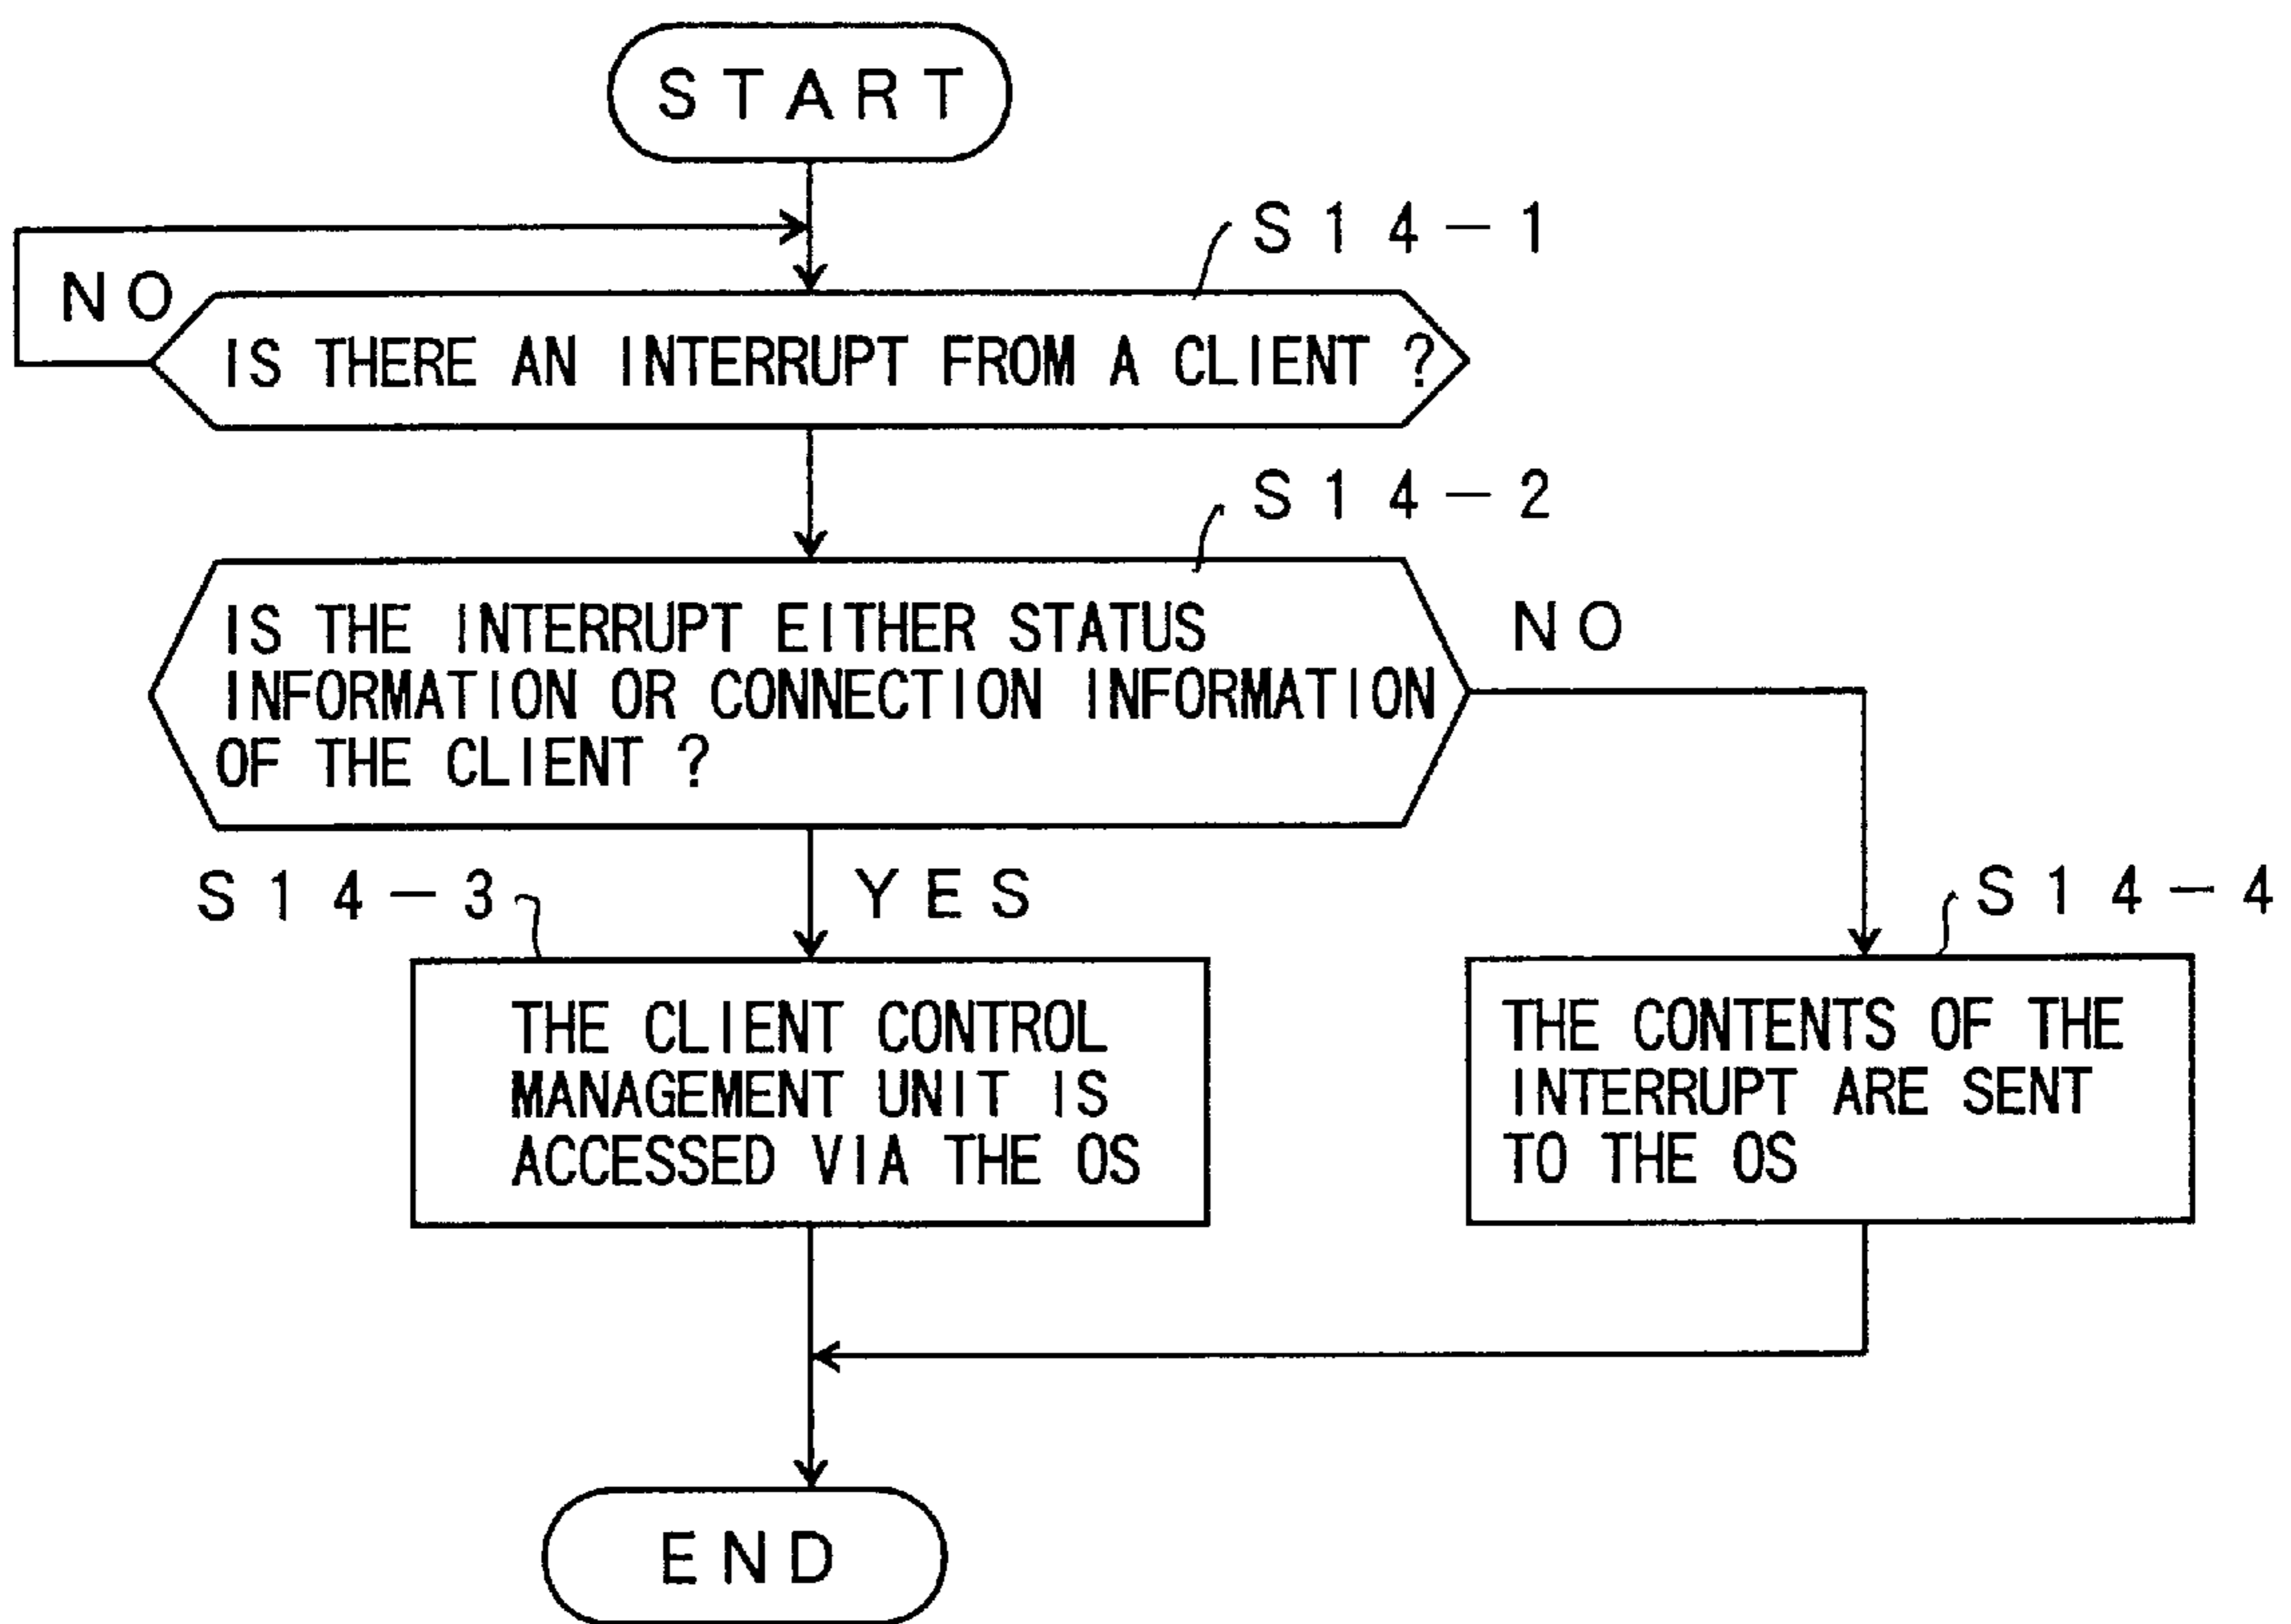 START
S14-1
NO
IS THERE AN INTERRUPT FROM A CLIENT ?
S14-2
IS THE INTERRUPT EITHER STATUS
INFORMATION OR CONNECTION INFORMATION
OF THE CLIENT ?
NO
S14-3
YES
S14-4
THE CLIENT CONTROL
MANAGEMENT UNIT IS
ACCESSED VIA THE OS
THE CONTENTS OF THE
INTERRUPT ARE SENT
TO THE OS
END